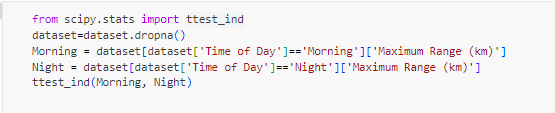 from scipy.stats import ttest_ind
dataset=dataset.dropna()
Morning = dataset[dataset['Time of Day']=='Morning']['Maximum Range (km)']
Night = dataset[dataset['Time of Day']=='Night']['Maximum Range (km)']
ttest_ind(Morning, Night)